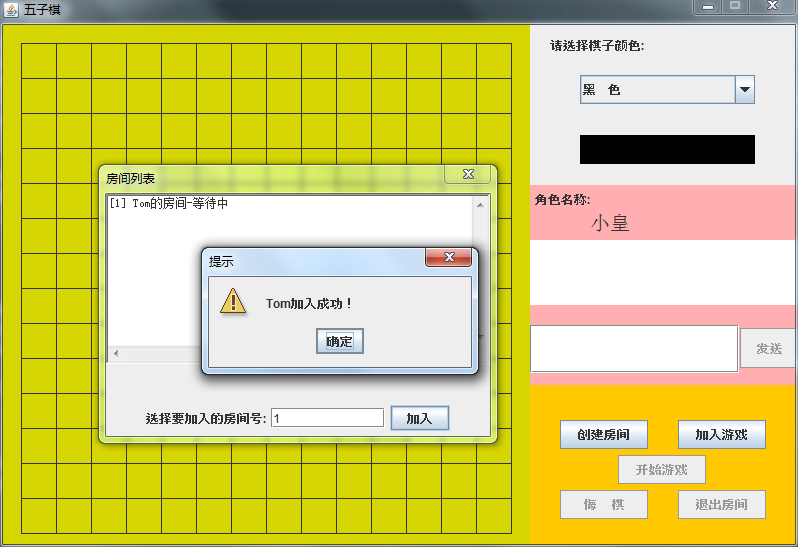 五子棋
请选择棋子颜色:
黑 色
房间列表
[1] Tom的房间-等待中
提示
Tom加入成功！
确定
选择要加入的房间号: 1 加入
角色名称:
小皇
发送
创建房间 加入游戏
开始游戏
悔 棋 退出房间